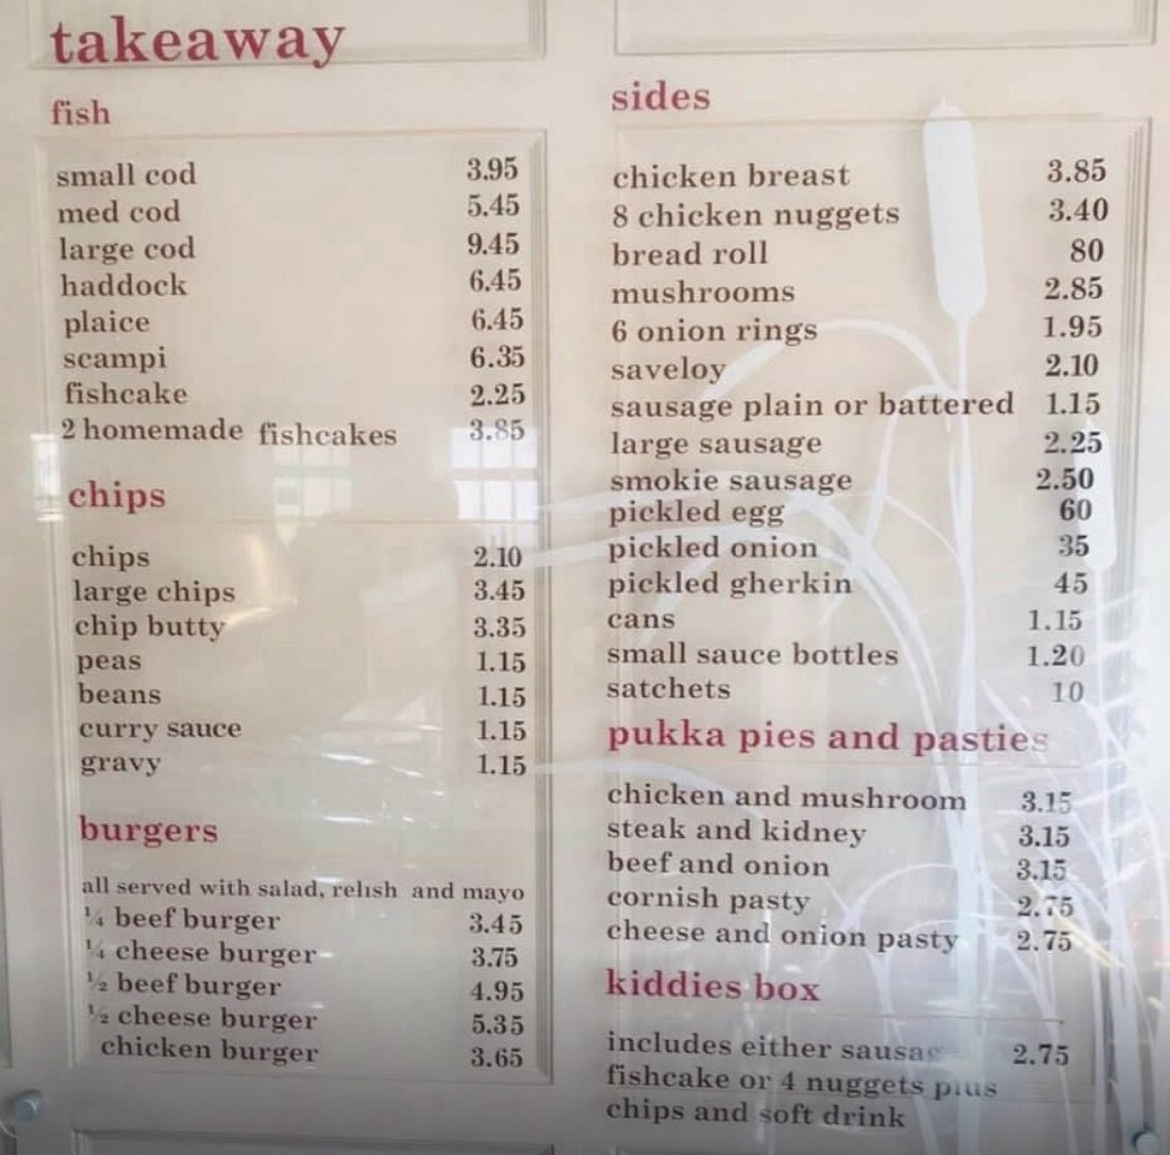 takeaway
fish
small cod 3.95
med cod 5.45
large cod 9.45
haddock 6.45
plaice 6.45
scampi 6.35
fishcake 2.25
2 homemade fishcakes 3.85
chips
chips 2.10
large chips 3.45
chip butty 3.35
peas 1.15
beans 1.15
curry sauce 1.15
gravy 1.15
burgers
all served with salad, relish and mayo
¼ beef burger 3.45
¼ cheese burger 3.75
½ beef burger 4.95
½ cheese burger 5.35
chicken burger 3.65
sides
chicken breast 3.85
8 chicken nuggets 3.40
bread roll 80
mushrooms 2.85
6 onion rings 1.95
saveloy 2.10
sausage plain or battered 1.15
large sausage 2.25
smokie sausage 2.50
pickled egg 60
pickled onion 35
pickled gherkin 45
cans 1.15
small sauce bottles 1.20
satchets 10
pukka pies and pasties
chicken and mushroom 3.15
steak and kidney 3.15
beef and onion 3.15
cornish pasty 2.75
cheese and onion pasty 2.75
kiddies box
includes either sausag 2.75
fishcake or 4 nuggets plus
chips and soft drink